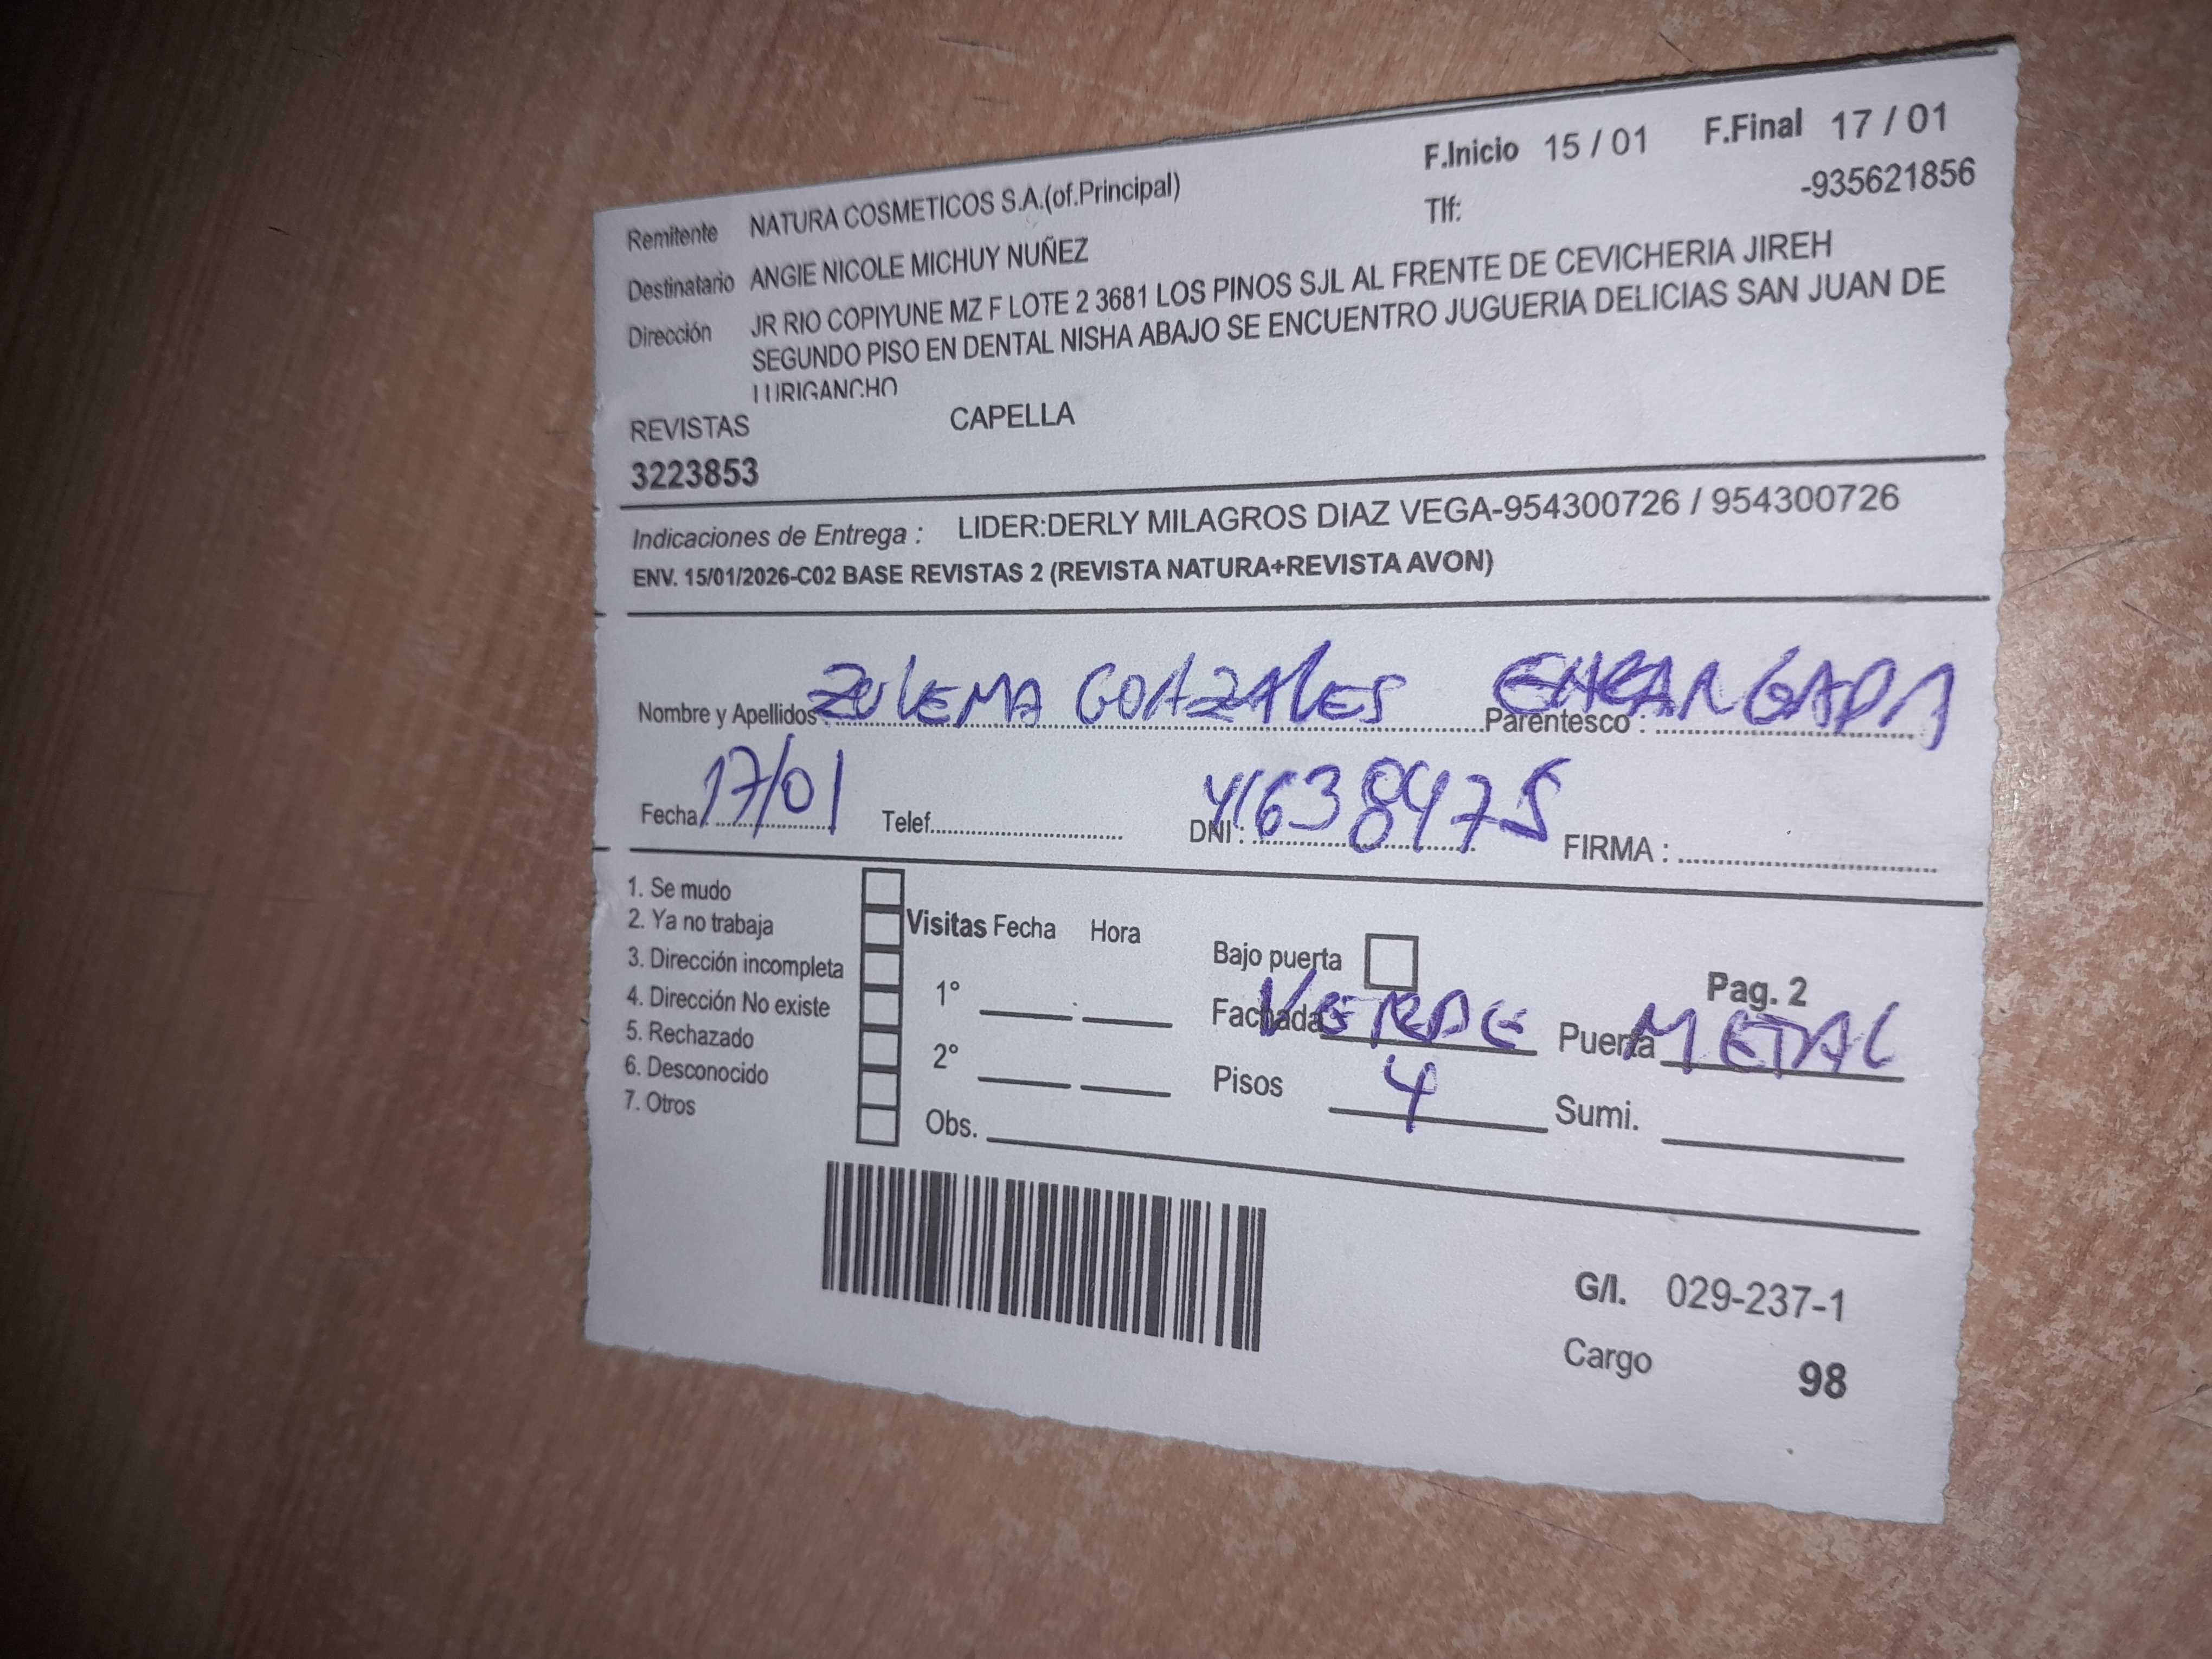 F.Inicio 15 / 01 F.Final 17 / 01
Remitente NATURA COSMETICOS S.A.(of.Principal) Tlf: -935621856
Destinatario ANGIE NICOLE MICHUY NUÑEZ
Dirección JR RIO COPIYUNE MZ F LOTE 2 3681 LOS PINOS SJL AL FRENTE DE CEVICHERIA JIREH
SEGUNDO PISO EN DENTAL NISHA ABAJO SE ENCUENTRO JUGUERIA DELICIAS SAN JUAN DE
LURIGANCHO
REVISTAS CAPELLA
3223853
Indicaciones de Entrega : LIDER:DERLY MILAGROS DIAZ VEGA-954300726 / 954300726
ENV. 15/01/2026-C02 BASE REVISTAS 2 (REVISTA NATURA+REVISTA AVON)
Nombre y Apellidos : ZULEMA GONZALES Parentesco : ENCARGADA
Fecha : 17/01 Telef. DNI : 41638475 FIRMA :
1. Se mudo
2. Ya no trabaja Visitas Fecha Hora
3. Dirección incompleta Bajo puerta Pag. 2
4. Dirección No existe 1° Fachada VERDE Puerta METAL
5. Rechazado
6. Desconocido 2° Pisos 4 Sumi.
7. Otros Obs.
G/I. 029-237-1
Cargo 98